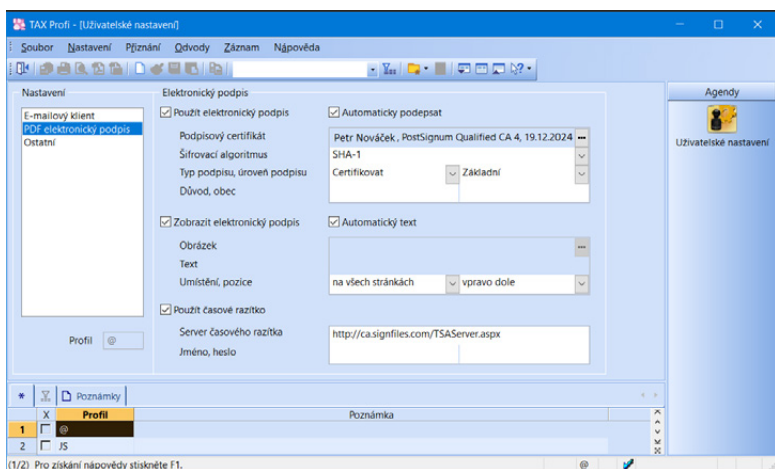 TAX Profi - [Uživatelské nastavení]
Soubor Nastavení Přiznání Odvody Záznam Nápověda
Nastavení
E-mailový klient
PDF elektronický podpis
Ostatní
Profil @
Elektronický podpis
Použít elektronický podpis Automaticky podepsat
Podpisový certifikát Petr Nováček, PostSignum Qualified CA 4, 19.12.2024
Šifrovací algoritmus SHA-1
Typ podpisu, úroveň podpisu Certifikovat Základní
Důvod, obec
Zobrazit elektronický podpis Automatický text
Obrázek
Text
Umístění, pozice na všech stránkách vpravo dole
Použít časové razítko
Server časového razítka http://ca.signfiles.com/TSAServer.aspx
Jméno, heslo
Agendy
Uživatelské nastavení
* Poznámky
X Profil Poznámka
1 @
2 JS
(1/2) Pro získání nápovědy stiskněte F1. @